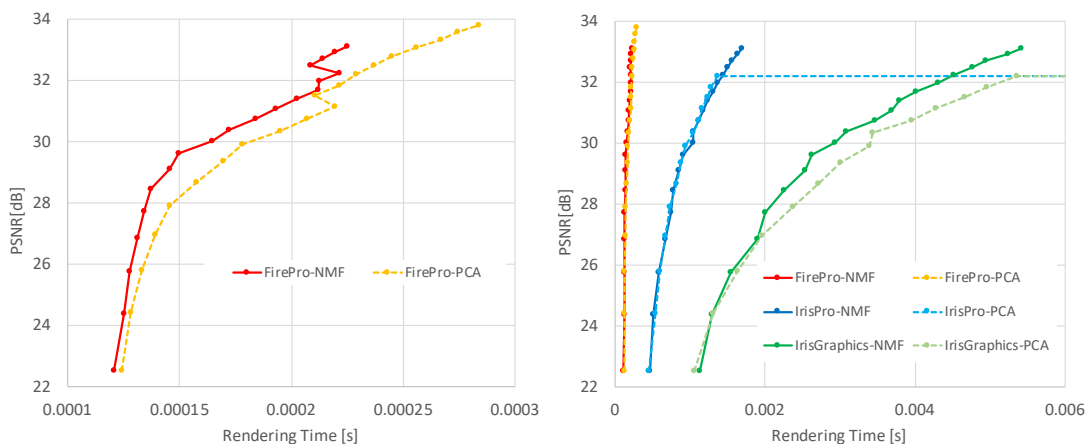 34
32
30
28
26
24
22
PSNR[dB]
0.0001
0.00015
0.0002
0.00025
0.0003
Rendering Time [s]
FirePro-NMF
FirePro-PCA
34
32
30
28
26
24
22
PSNR[dB]
0
0.002
0.004
0.006
Rendering Time [s]
FirePro-NMF
FirePro-PCA
IrisPro-NMF
IrisPro-PCA
IrisGraphics-NMF
IrisGraphics-PCA